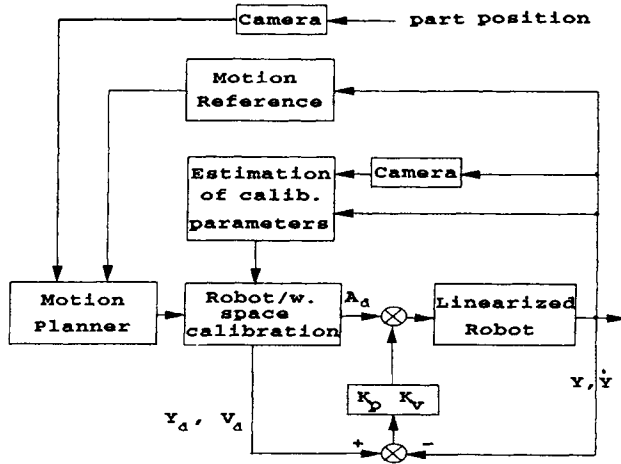 Camera
part position
Motion
Reference
Estimation
of calib.
parameters
Camera
Motion
Planner
Robot/w.
space
calibration
A_d
Linearized
Robot
K_p K_v
Y, Ẏ
Y_d, V_d
+
-